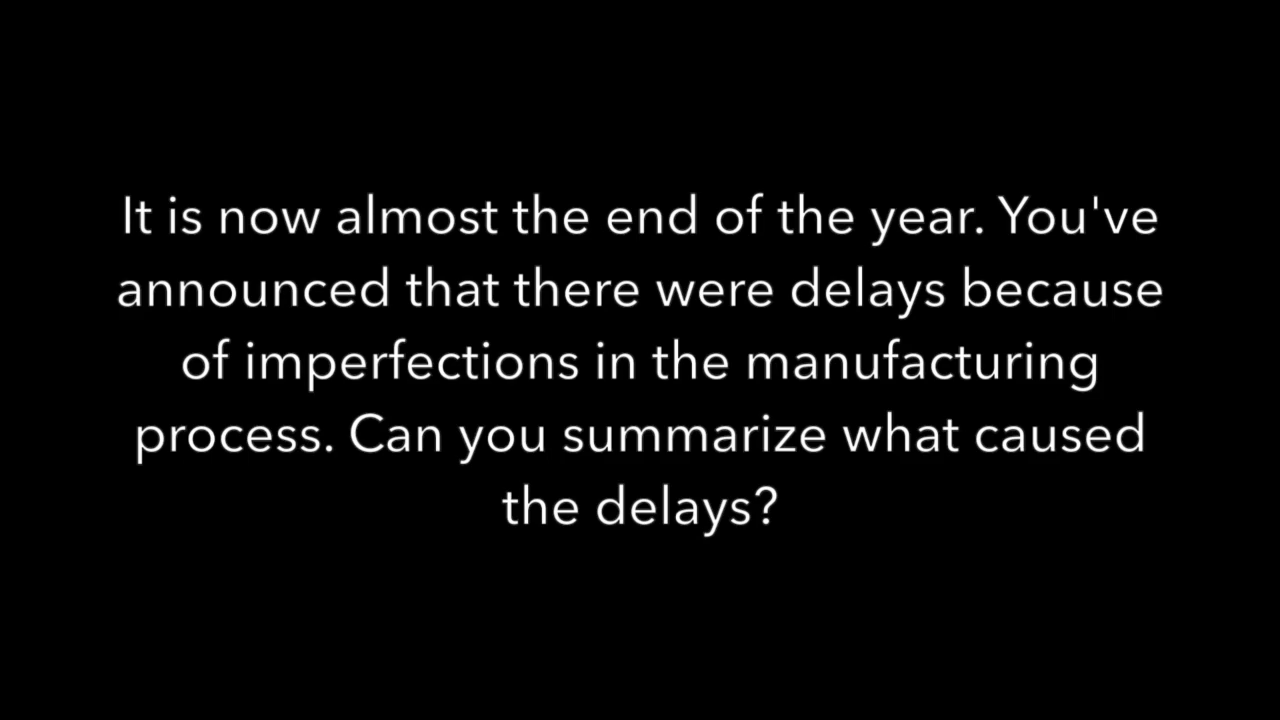 It is now almost the end of the year. You've
announced that there were delays because
of imperfections in the manufacturing
process. Can you summarize what caused
the delays?